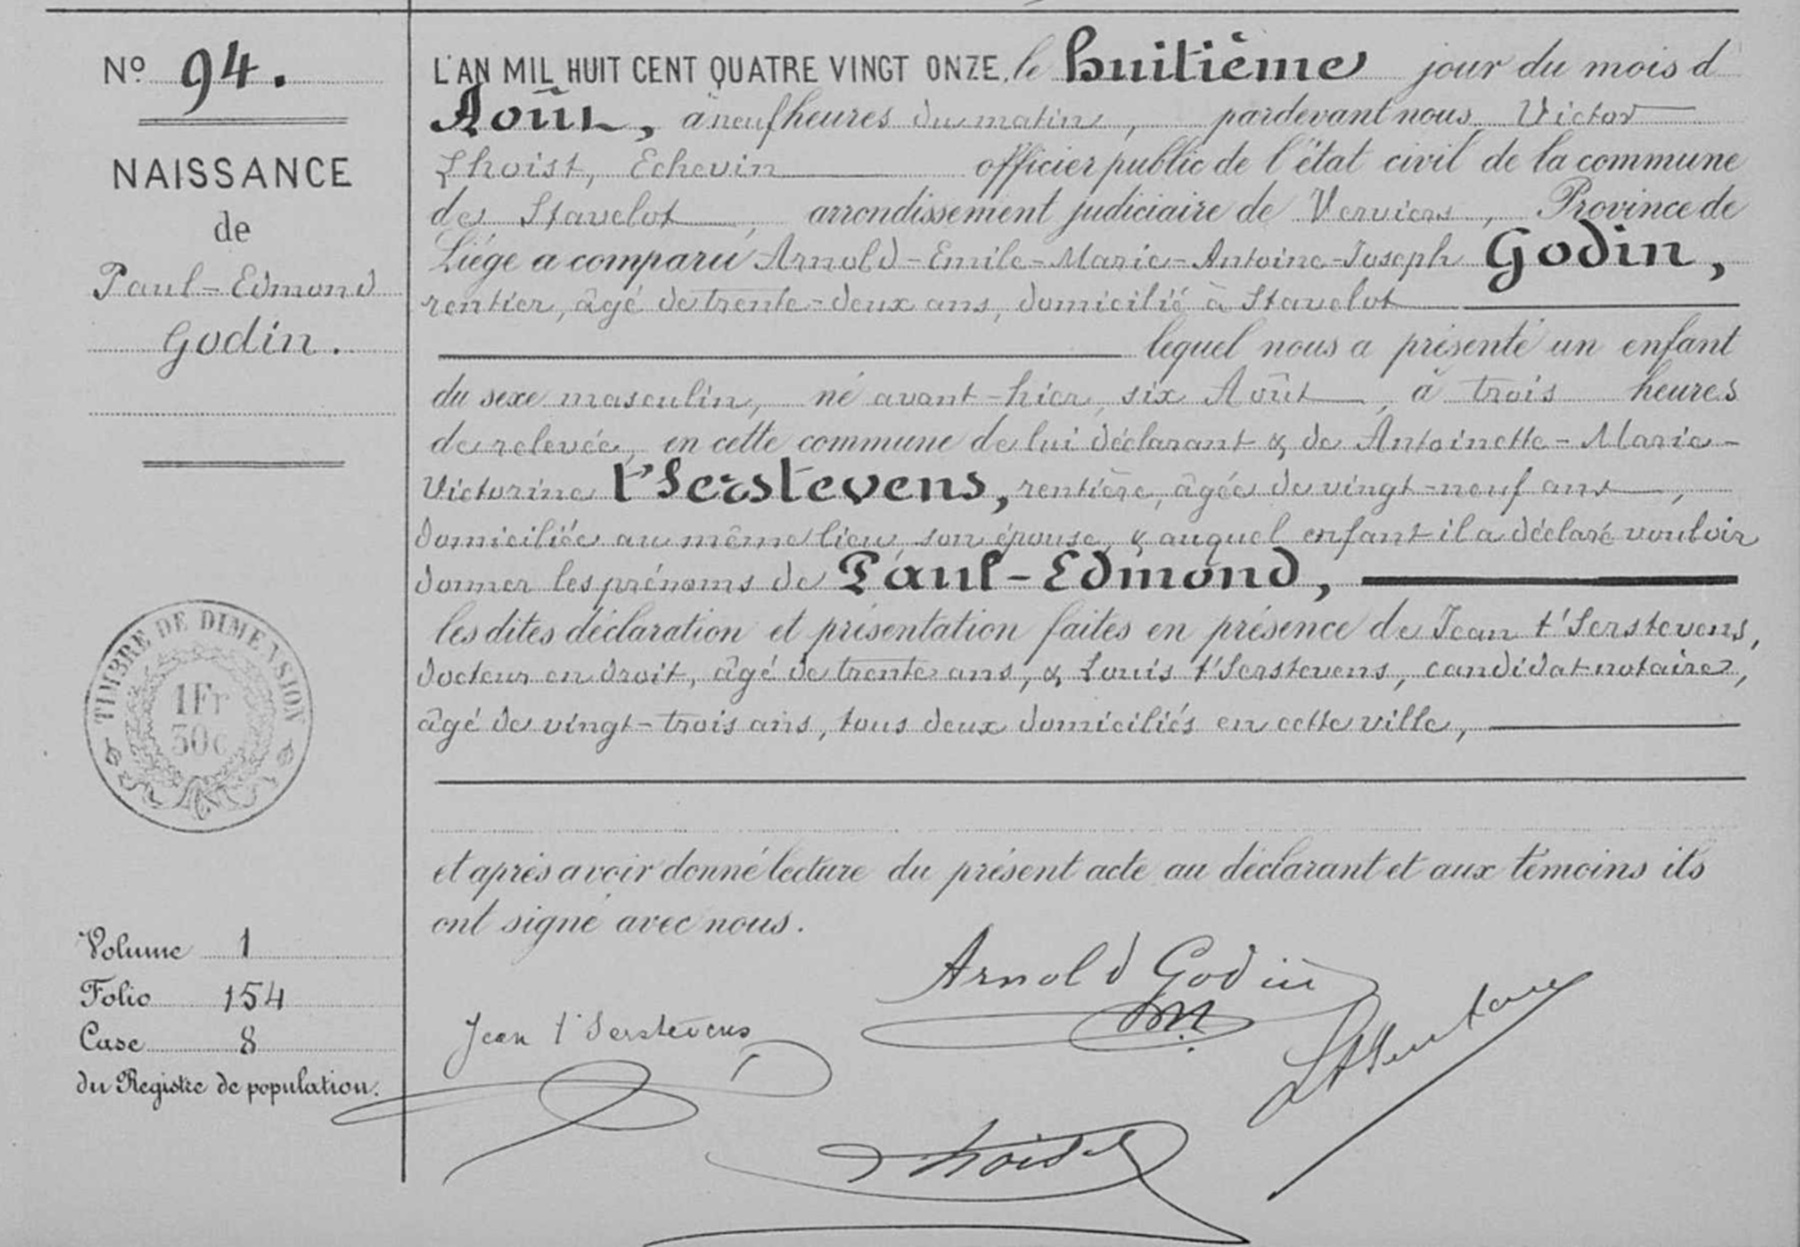 N° 94.
NAISSANCE
de
Paul-Edmond
Godin.
TIMBRE DE DIMENSION
1Fr
30c
Volume 1
Folio 154
Case 8
du Registre de population.
L'AN MIL HUIT CENT QUATRE VINGT ONZE, le huitième jour du mois d
Août, à neuf heures du matin, pardevant nous Victor
Lhoist, Echevin officier public de l'état civil de la commune
de Stavelot, arrondissement judiciaire de Verviers, Province de
Liége a comparu Arnold-Emile-Marie-Antoine-Joseph Godin,
rentier, âgé de trente-deux ans, domicilié à Stavelot
lequel nous a présenté un enfant
du sexe masculin, né avant-hier, six Août, à trois heures
de relevée, en cette commune de lui déclarant & de Antoinette-Marie-
Victorine t'Serstevens, rentière, âgée de vingt-neuf ans,
domiciliée au même lieu, son épouse, & auquel enfant il a déclaré vouloir
donner les prénoms de Paul-Edmond,
les dites déclaration et présentation faites en présence de Jean t'Serstevens,
docteur en droit, âgé de trente ans, & Louis t'Serstevens, candidat notaire,
âgé de vingt-trois ans, tous deux domiciliés en cette ville,
et après avoir donné lecture du présent acte au déclarant et aux témoins ils
ont signé avec nous.
Arnold Godin
Jean t'Serstevens
Lhoist